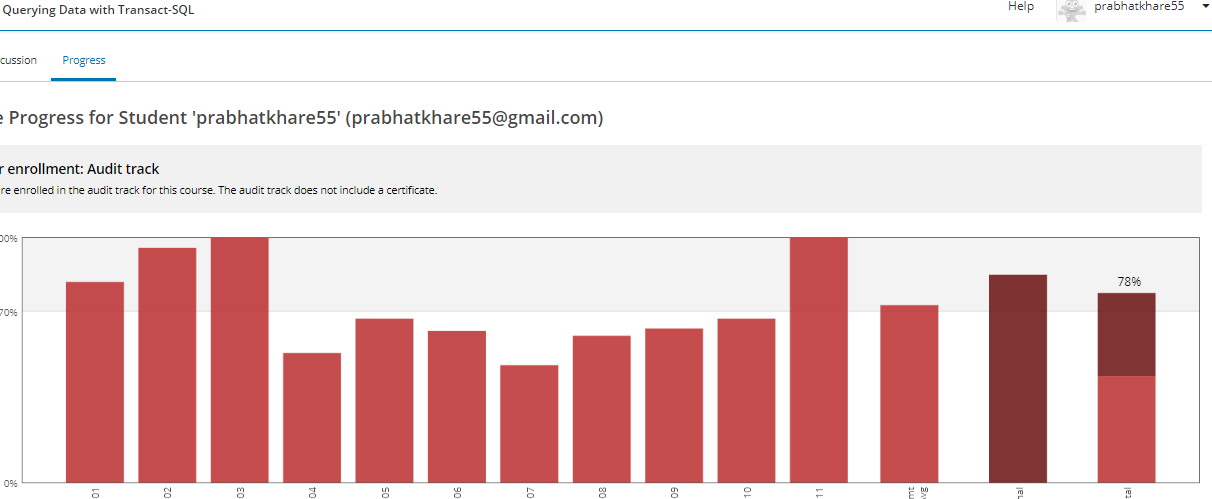 Querying Data with Transact-SQL
Help
prabhatkhare55
cussion
Progress
e Progress for Student 'prabhatkhare55' (prabhatkhare55@gmail.com)
r enrollment: Audit track
re enrolled in the audit track for this course. The audit track does not include a certificate.
00%
78%
70%
0%
01
02
03
04
05
06
07
08
09
10
11
mt
vg
nal
tal